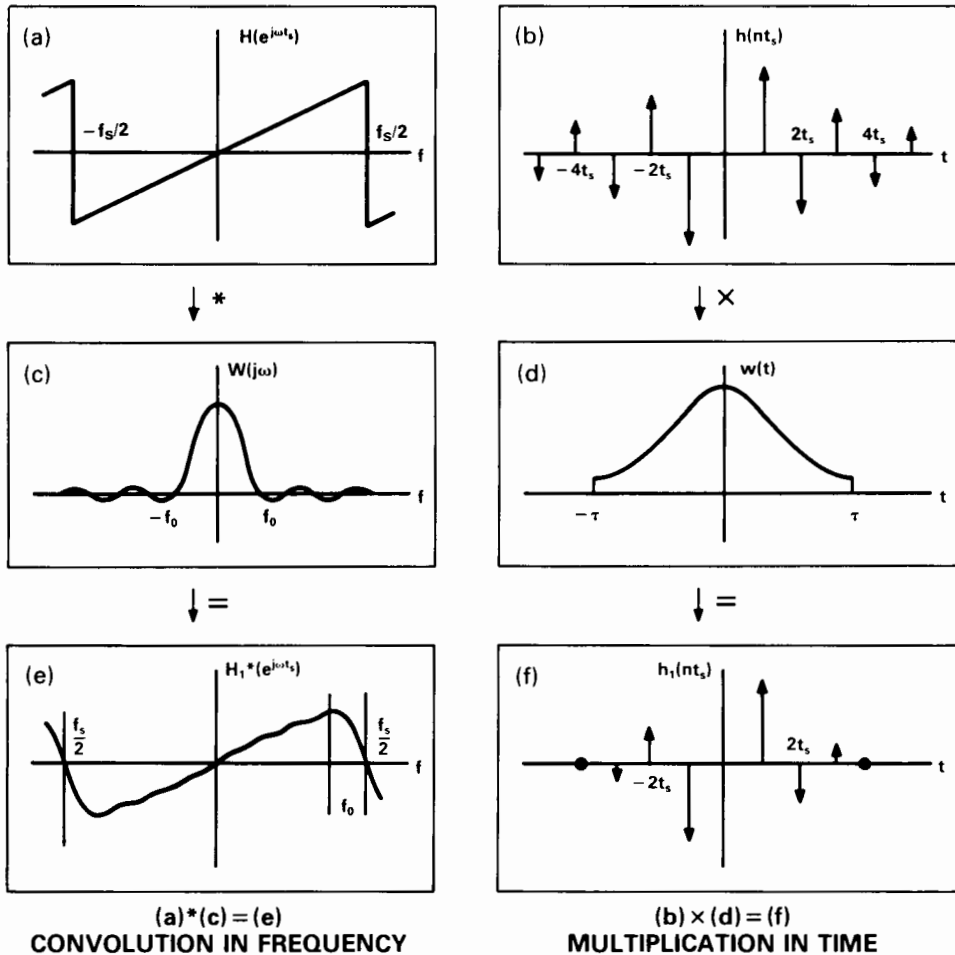 (a)
H(e^{jωt_s})
-f_S/2
f_S/2
f
(b)
h(nt_s)
-4t_s
-2t_s
2t_s
4t_s
t
↓ *
↓ ×
(c)
W(jω)
-f_0
f_0
f
(d)
w(t)
-τ
τ
t
↓ =
↓ =
(e)
H_1*(e^{jωt_s})
f_s/2
f_s/2
f_0
f
(f)
h_1(nt_s)
-2t_s
2t_s
t
(a)*(c)=(e)
CONVOLUTION IN FREQUENCY
(b)×(d)=(f)
MULTIPLICATION IN TIME